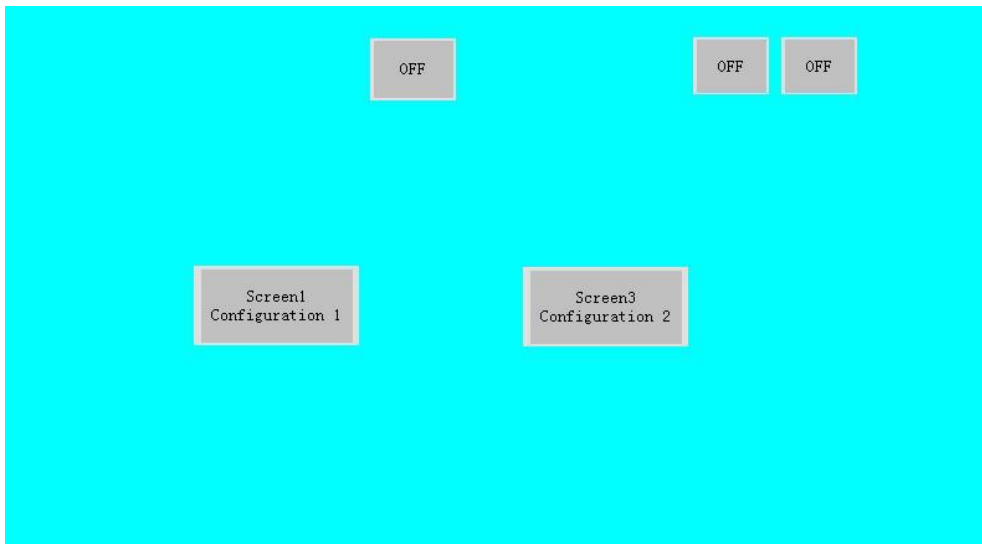 OFF
OFF
OFF
Screen1
Configuration 1
Screen3
Configuration 2